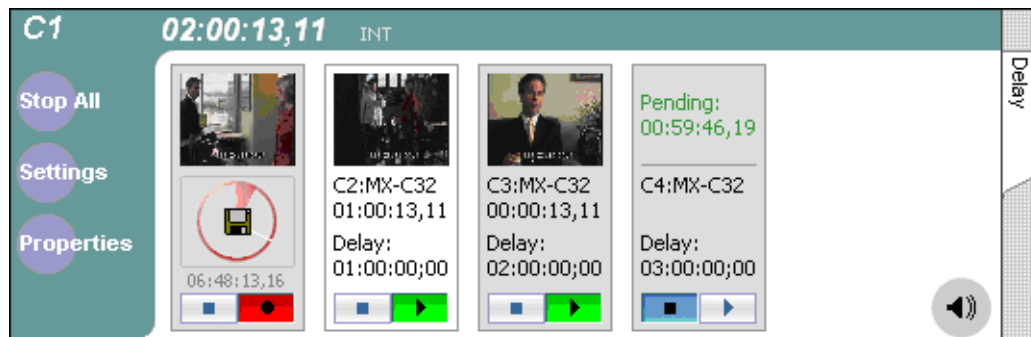 C1
02:00:13,11 INT
Delay
Stop All
Settings
Properties
06:48:13,16
C2:MX-C32
01:00:13,11
Delay:
01:00:00;00
C3:MX-C32
00:00:13,11
Delay:
02:00:00;00
Pending:
00:59:46,19
C4:MX-C32
Delay:
03:00:00;00